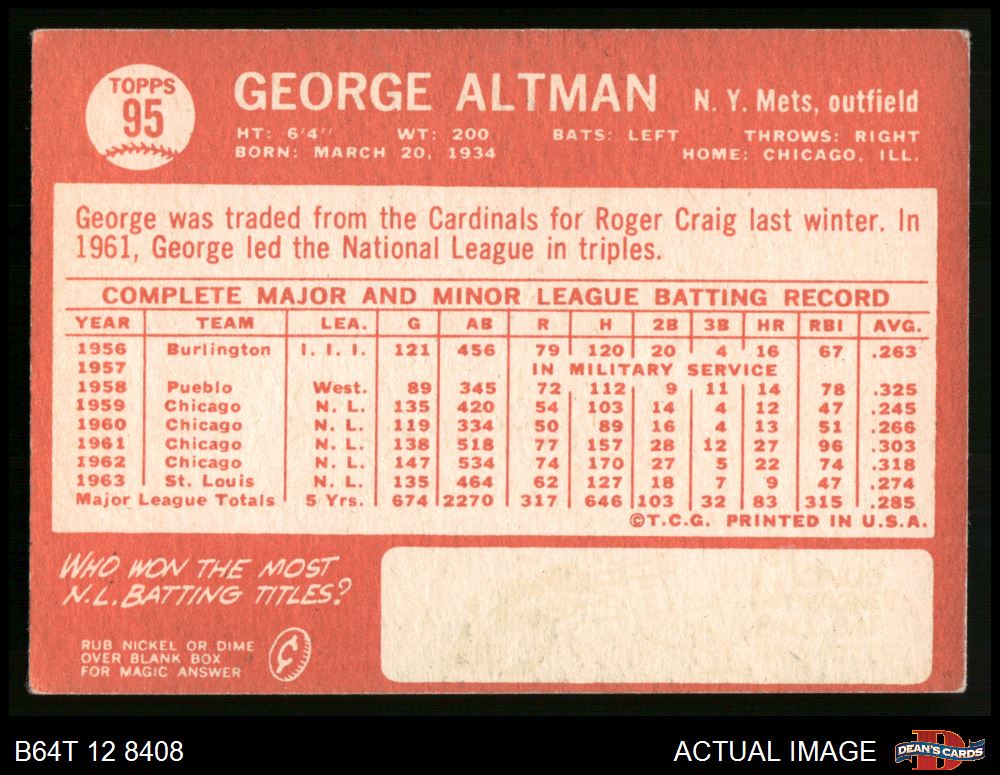 TOPPS
95
GEORGE ALTMAN N. Y. Mets, outfield
HT: 6'4" WT: 200 BATS: LEFT THROWS: RIGHT
BORN: MARCH 20, 1934 HOME: CHICAGO, ILL.
George was traded from the Cardinals for Roger Craig last winter. In
1961, George led the National League in triples.
COMPLETE MAJOR AND MINOR LEAGUE BATTING RECORD
YEAR TEAM LEA. G AB R H 2B 3B HR RBI AVG.
1956 Burlington I. I. I. 121 456 79 120 20 4 16 67 .263
1957 IN MILITARY SERVICE
1958 Pueblo West. 89 345 72 112 9 11 14 78 .325
1959 Chicago N. L. 135 420 54 103 14 4 12 47 .245
1960 Chicago N. L. 119 334 50 89 16 4 13 51 .266
1961 Chicago N. L. 138 518 77 157 28 12 27 96 .303
1962 Chicago N. L. 147 534 74 170 27 5 22 74 .318
1963 St. Louis N. L. 135 464 62 127 18 7 9 47 .274
Major League Totals 5 Yrs. 674 2270 317 646 103 32 83 315 .285
©T.C.G. PRINTED IN U.S.A.
WHO WON THE MOST
N.L. BATTING TITLES?
RUB NICKEL OR DIME
OVER BLANK BOX
FOR MAGIC ANSWER
¢
B64T 12 8408 ACTUAL IMAGE DEAN'S CARDS